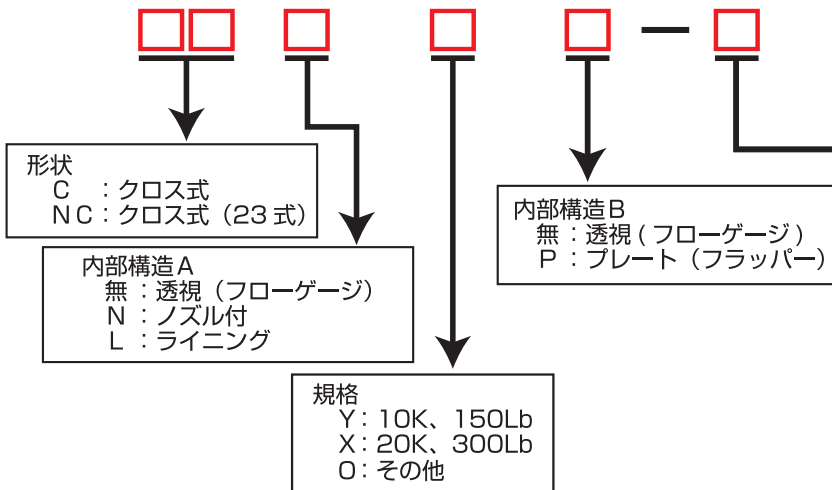 形状
C : クロス式
NC : クロス式（23式）
内部構造A
無 : 透視（フローゲージ）
N : ノズル付
L : ライニング
規格
Y : 10K、150Lb
X : 20K、300Lb
O : その他
内部構造B
無 : 透視(フローゲージ)
P : プレート（フラッパー）